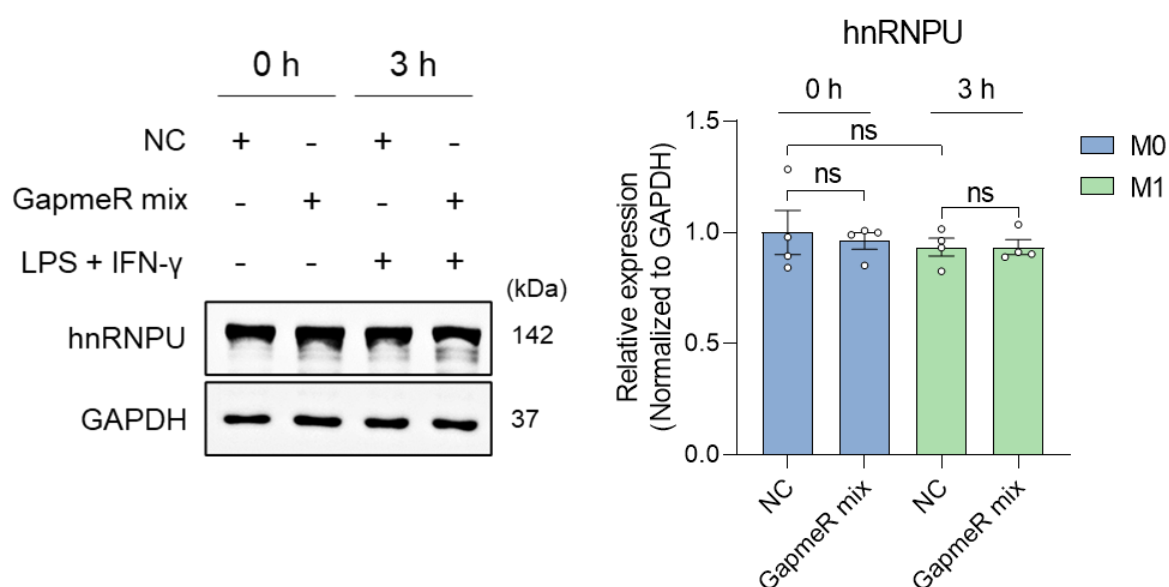 0 h 3 h
NC + - + -
GapmeR mix - + - +
LPS + IFN-γ - - + +
(kDa)
hnRNPU 142
GAPDH 37
hnRNPU
0 h 3 h
ns
ns ns
Relative expression
(Normalized to GAPDH)
1.5
1.0
0.5
0.0
NC GapmeR mix NC GapmeR mix
M0
M1